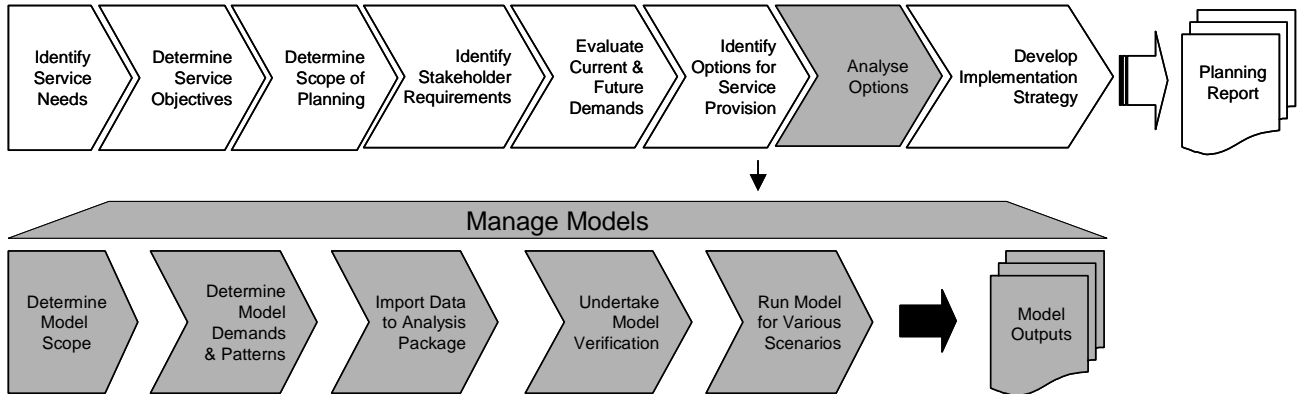 Identify
Service
Needs
Determine
Service
Objectives
Determine
Scope of
Planning
Identify
Stakeholder
Requirements
Evaluate
Current &
Future
Demands
Identify
Options for
Service
Provision
Analyse
Options
Develop
Implementation
Strategy
Planning
Report
Manage Models
Determine
Model
Scope
Determine
Model
Demands
& Patterns
Import Data
to Analysis
Package
Undertake
Model
Verification
Run Model
for Various
Scenarios
Model
Outputs